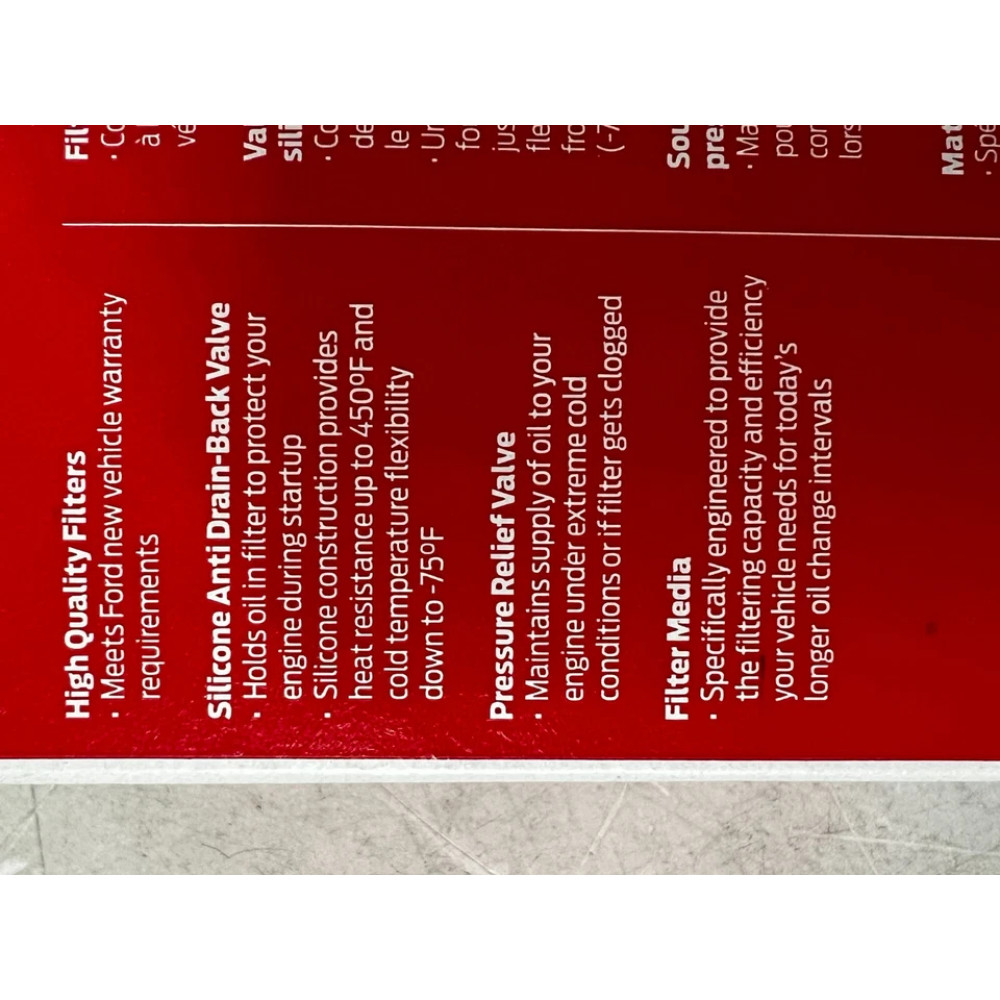 High Quality Filters
· Meets Ford new vehicle warranty
requirements
Silicone Anti Drain-Back Valve
· Holds oil in filter to protect your
engine during startup
· Silicone construction provides
heat resistance up to 450ºF and
cold temperature flexibility
down to -75ºF
Pressure Relief Valve
· Maintains supply of oil to your
engine under extreme cold
conditions or if filter gets clogged
Filter Media
· Specifically engineered to provide
the filtering capacity and efficiency
your vehicle needs for today's
longer oil change intervals
à
le
(-7